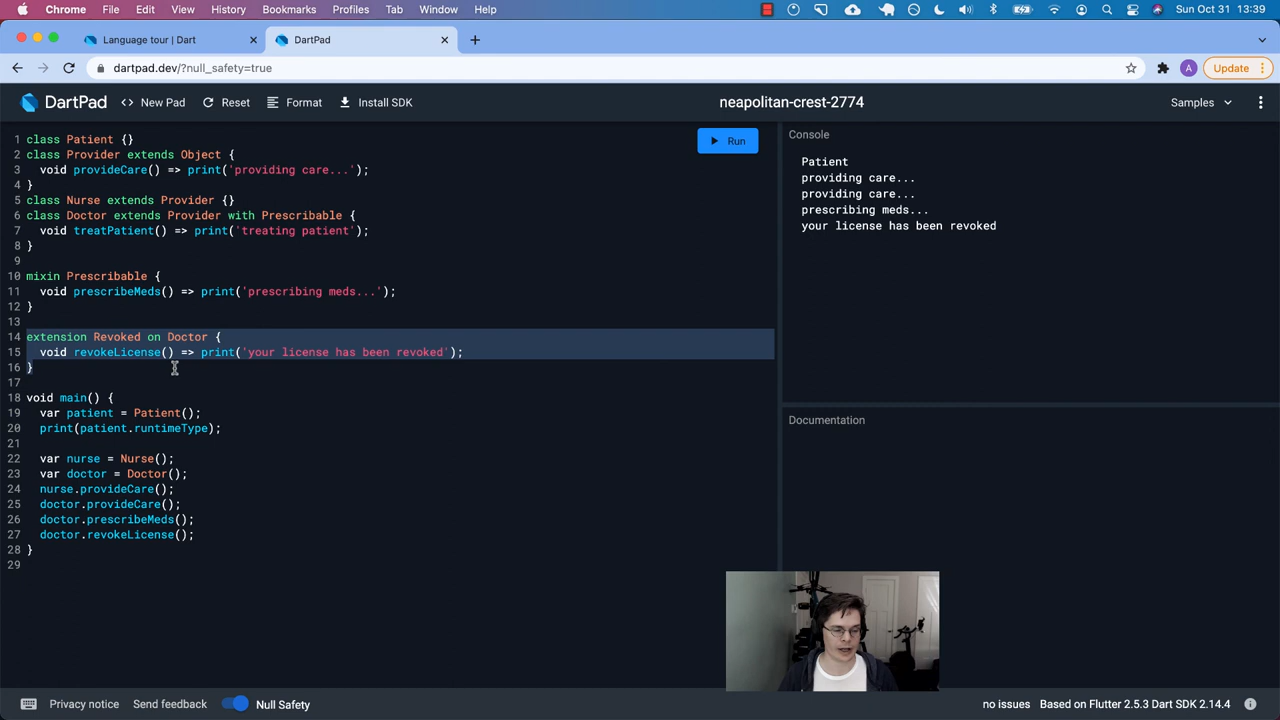 Chrome File Edit View History Bookmarks Profiles Tab Window Help Sun Oct 31 13:39
Language tour | Dart DartPad
dartpad.dev/?null_safety=true A Update
DartPad <> New Pad Reset Format Install SDK neapolitan-crest-2774 Samples
Run
1 class Patient {}
2 class Provider extends Object {
3 void provideCare() => print('providing care...');
4 }
5 class Nurse extends Provider {}
6 class Doctor extends Provider with Prescribable {
7 void treatPatient() => print('treating patient');
8 }
9
10 mixin Prescribable {
11 void prescribeMeds() => print('prescribing meds...');
12 }
13
14 extension Revoked on Doctor {
15 void revokeLicense() => print('your license has been revoked');
16 }
17
18 void main() {
19 var patient = Patient();
20 print(patient.runtimeType);
21
22 var nurse = Nurse();
23 var doctor = Doctor();
24 nurse.provideCare();
25 doctor.provideCare();
26 doctor.prescribeMeds();
27 doctor.revokeLicense();
28 }
29
Console
Patient
providing care...
providing care...
prescribing meds...
your license has been revoked
Documentation
Privacy notice Send feedback Null Safety no issues Based on Flutter 2.5.3 Dart SDK 2.14.4